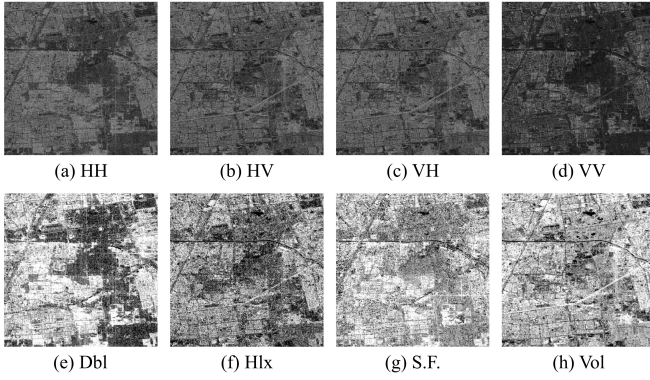 (a) HH
(b) HV
(c) VH
(d) VV
(e) Dbl
(f) Hlx
(g) S.F.
(h) Vol